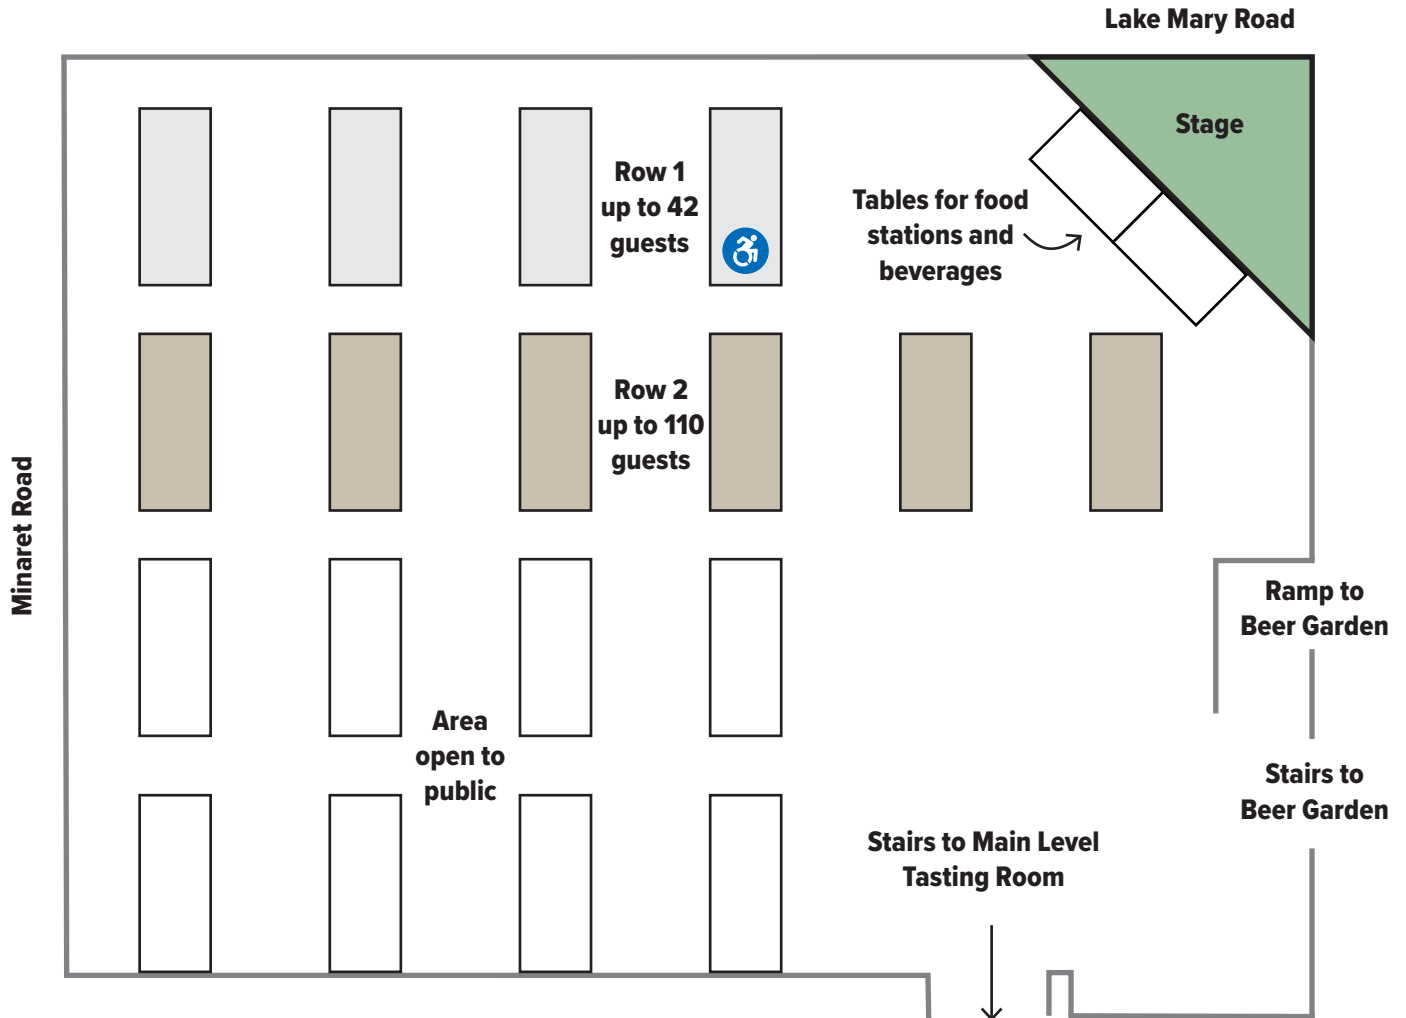 Lake Mary Road
Stage
Row 1
up to 42
guests
Tables for food
stations and
beverages
Row 2
up to 110
guests
Minaret Road
Ramp to
Beer Garden
Area
open to
public
Stairs to
Beer Garden
Stairs to Main Level
Tasting Room